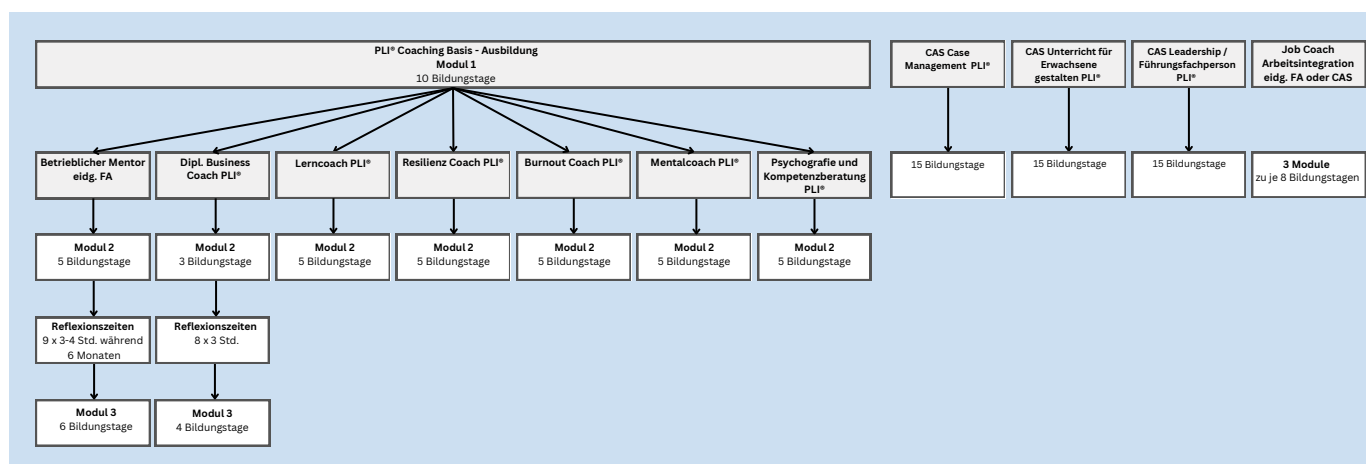 PLI® Coaching Basis - Ausbildung
Modul 1
10 Bildungstage
CAS Case
Management PLI®
CAS Unterricht für
Erwachsene
gestalten PLI®
CAS Leadership /
Führungsfachperson
PLI®
Job Coach
Arbeitsintegration
eidg. FA oder CAS
Betrieblicher Mentor
eidg. FA
Dipl. Business
Coach PLI®
Lerncoach PLI®
Resilienz Coach PLI®
Burnout Coach PLI®
Mentalcoach PLI®
Psychografie und
Kompetenzberatung
PLI®
15 Bildungstage
15 Bildungstage
15 Bildungstage
3 Module
zu je 8 Bildungstagen
Modul 2
5 Bildungstage
Modul 2
3 Bildungstage
Modul 2
5 Bildungstage
Modul 2
5 Bildungstage
Modul 2
5 Bildungstage
Modul 2
5 Bildungstage
Modul 2
5 Bildungstage
Reflexionszeiten
9 x 3-4 Std. während
6 Monaten
Reflexionszeiten
8 x 3 Std.
Modul 3
6 Bildungstage
Modul 3
4 Bildungstage